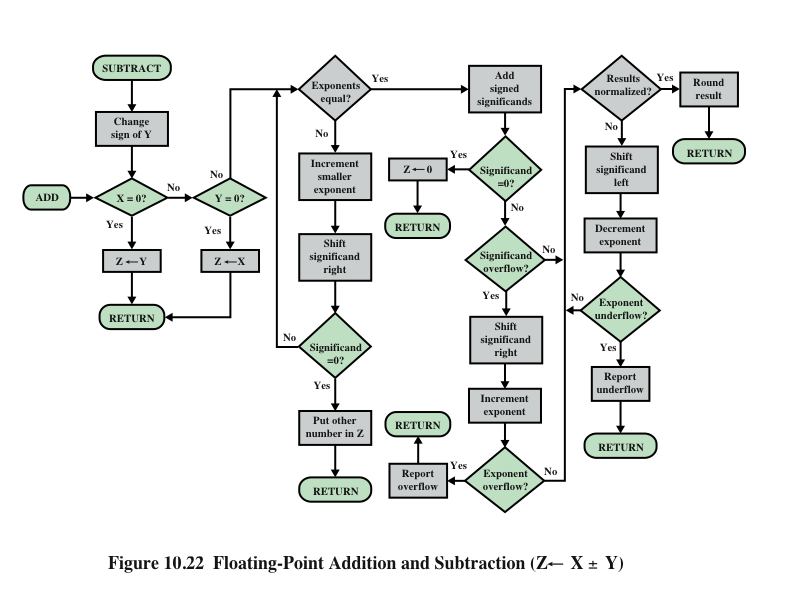 SUBTRACT
Change
sign of Y
ADD
X = 0?
No
Y = 0?
No
Yes
Yes
Z ← Y
Z ← X
RETURN
Exponents
equal?
Yes
No
Increment
smaller
exponent
Shift
significand
right
No
Significand
=0?
Yes
Put other
number in Z
RETURN
Add
signed
significands
Yes
Significand
=0?
Z ← 0
RETURN
No
Significand
overflow?
No
Yes
Shift
significand
right
Increment
exponent
Exponent
overflow?
Yes
No
Report
overflow
RETURN
Results
normalized?
Yes
Round
result
RETURN
No
Shift
significand
left
Decrement
exponent
No
Exponent
underflow?
Yes
Report
underflow
RETURN
Figure 10.22 Floating-Point Addition and Subtraction (Z← X ± Y)